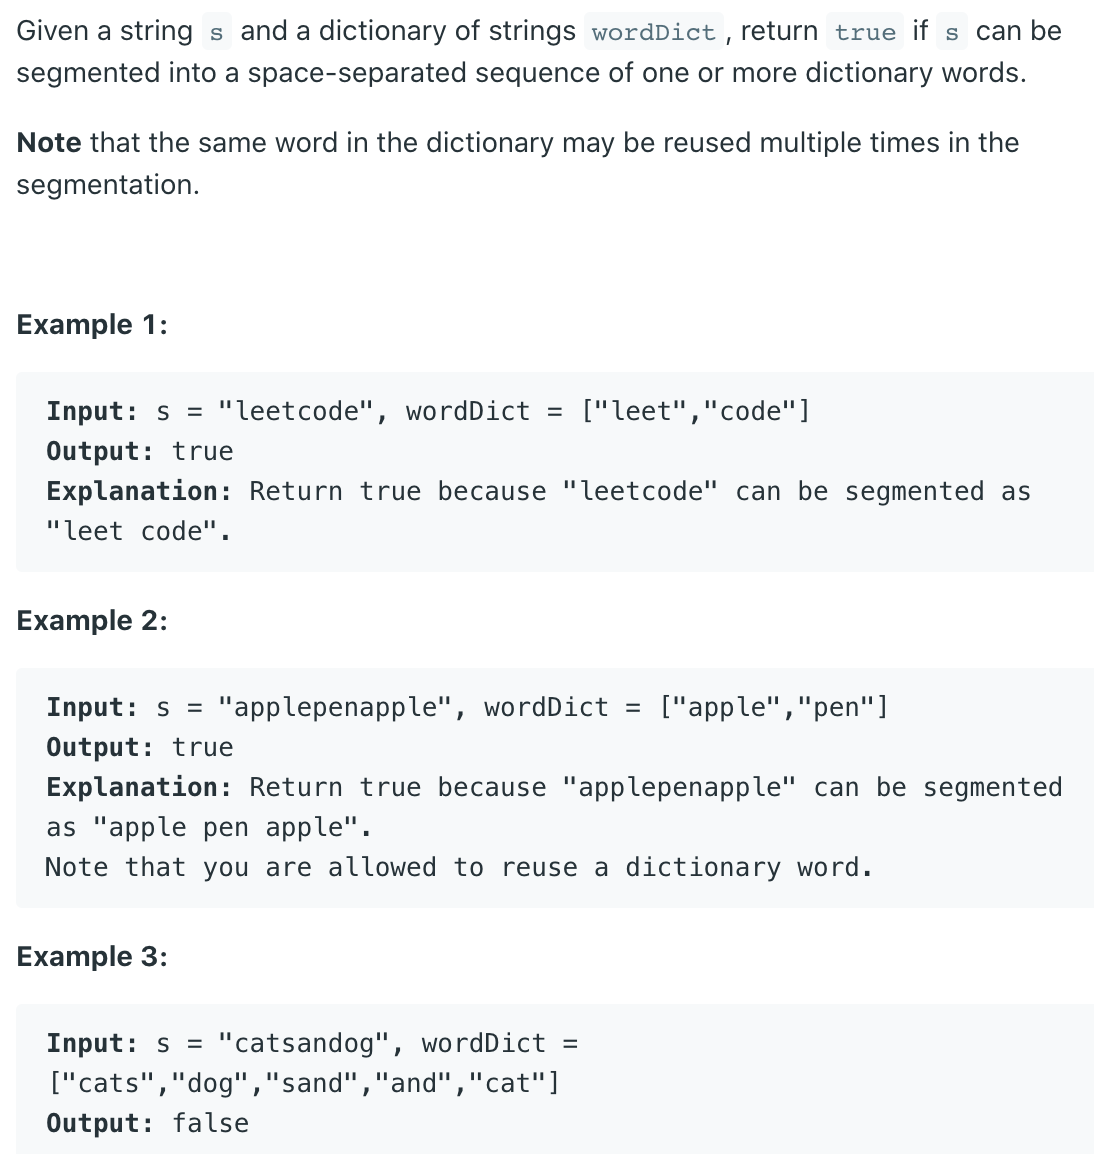 Given a string s and a dictionary of strings wordDict, return true if s can be
segmented into a space-separated sequence of one or more dictionary words.
Note that the same word in the dictionary may be reused multiple times in the
segmentation.
Example 1:
Input: s = "leetcode", wordDict = ["leet","code"]
Output: true
Explanation: Return true because "leetcode" can be segmented as
"leet code".
Example 2:
Input: s = "applepenapple", wordDict = ["apple","pen"]
Output: true
Explanation: Return true because "applepenapple" can be segmented
as "apple pen apple".
Note that you are allowed to reuse a dictionary word.
Example 3:
Input: s = "catsandog", wordDict =
["cats","dog","sand","and","cat"]
Output: false